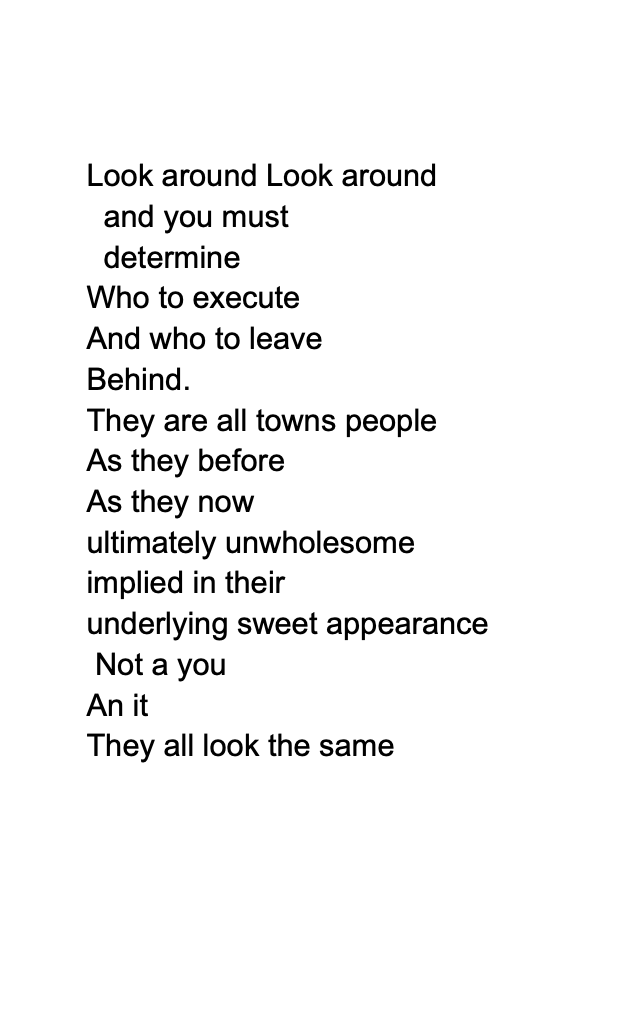 Look around Look around
and you must
determine
Who to execute
And who to leave
Behind.
They are all towns people
As they before
As they now
ultimately unwholesome
implied in their
underlying sweet appearance
Not a you
An it
They all look the same